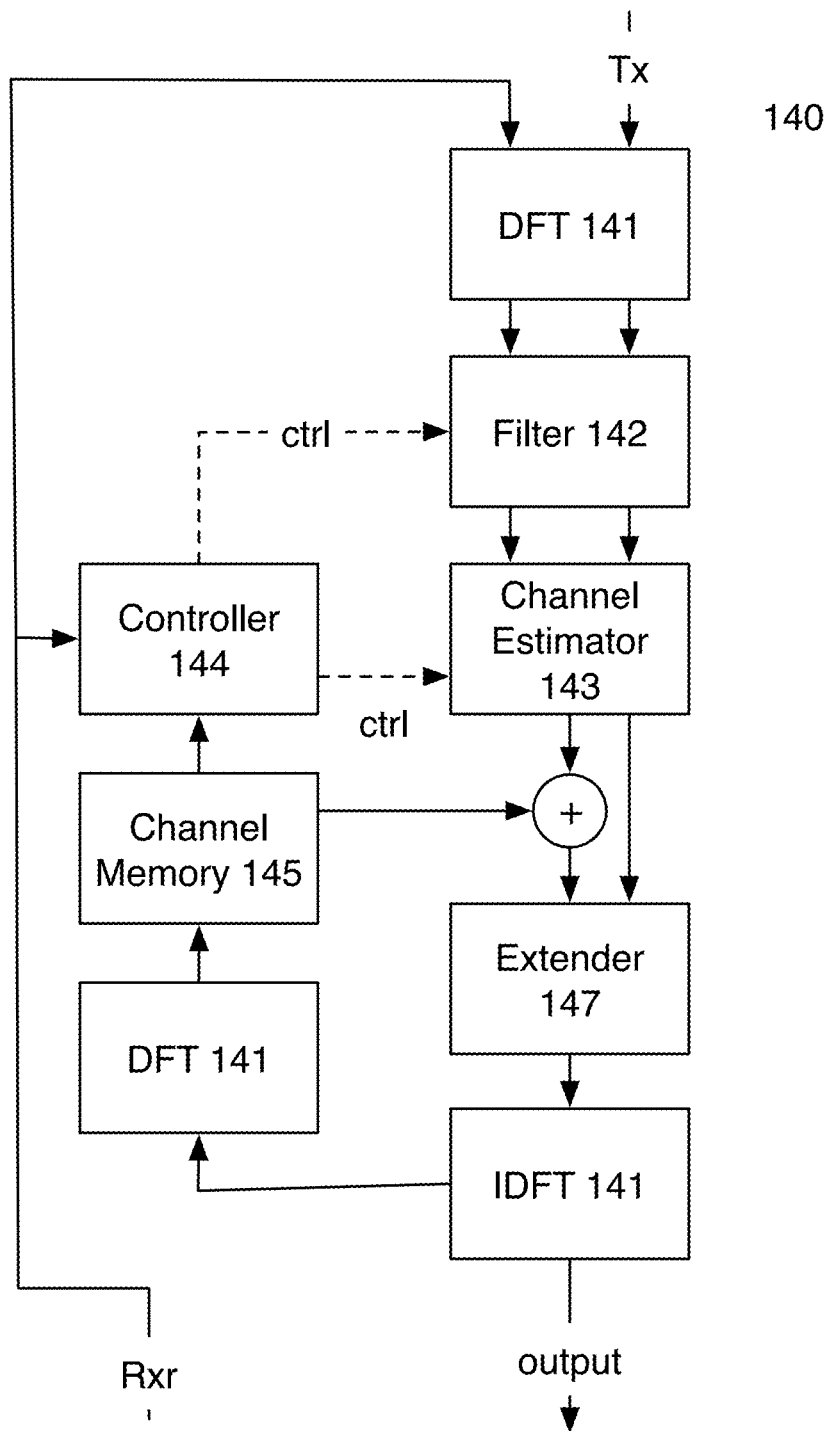 Tx
140
DFT 141
ctrl
Filter 142
Controller
144
Channel
Estimator
143
ctrl
Channel
Memory 145
+
Extender
147
DFT 141
IDFT 141
Rxr
output